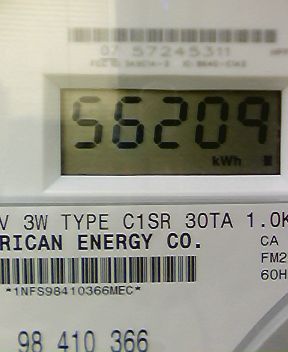 07 57245311
56209
kWh
V 3W TYPE C1SR 30TA 1.0K
RICAN ENERGY CO.
CA
FM2
60H
*1NFS98410366MEC*
98 410 366